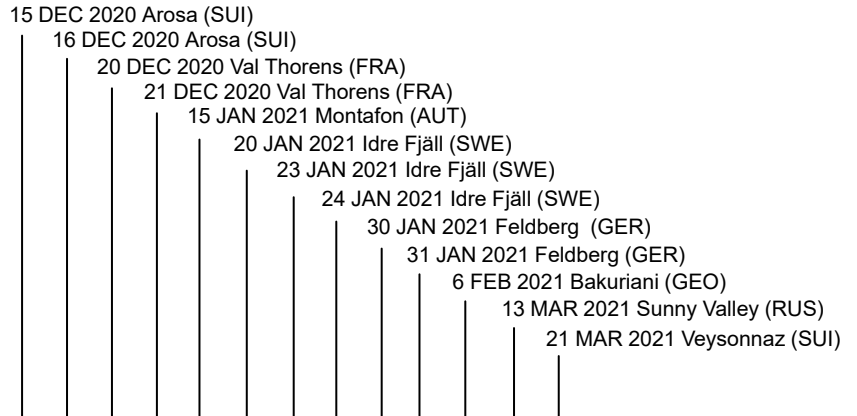 15 DEC 2020 Arosa (SUI)
16 DEC 2020 Arosa (SUI)
20 DEC 2020 Val Thorens (FRA)
21 DEC 2020 Val Thorens (FRA)
15 JAN 2021 Montafon (AUT)
20 JAN 2021 Idre Fjäll (SWE)
23 JAN 2021 Idre Fjäll (SWE)
24 JAN 2021 Idre Fjäll (SWE)
30 JAN 2021 Feldberg (GER)
31 JAN 2021 Feldberg (GER)
6 FEB 2021 Bakuriani (GEO)
13 MAR 2021 Sunny Valley (RUS)
21 MAR 2021 Veysonnaz (SUI)